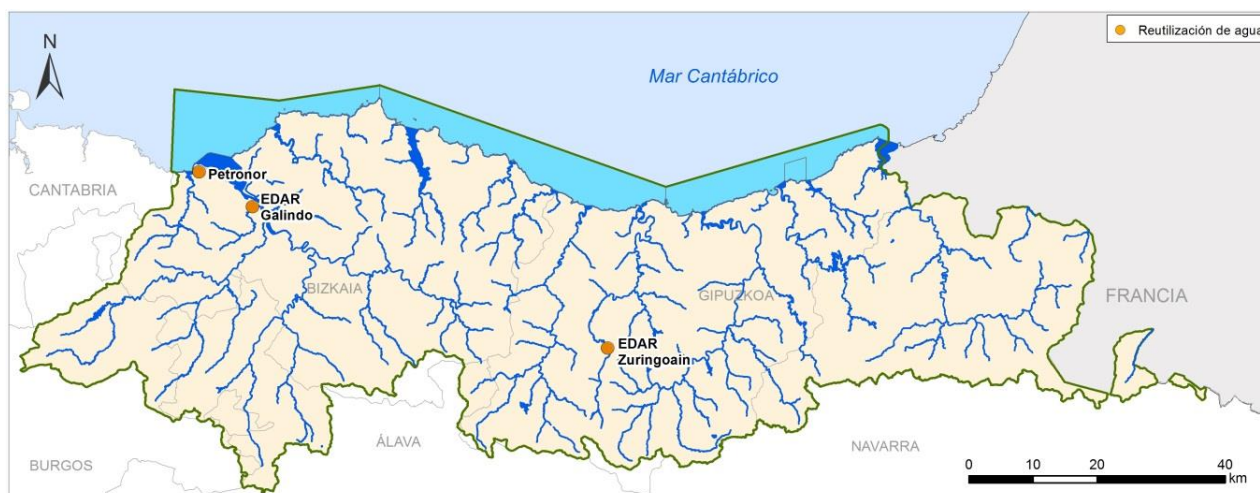 Reutilización de agua
N
Mar Cantábrico
Petronor
CANTABRIA
EDAR
Galindo
BIZKAIA
GIPUZKOA
FRANCIA
EDAR
Zuringoain
ÁLAVA
NAVARRA
BURGOS
0 10 20 40
km